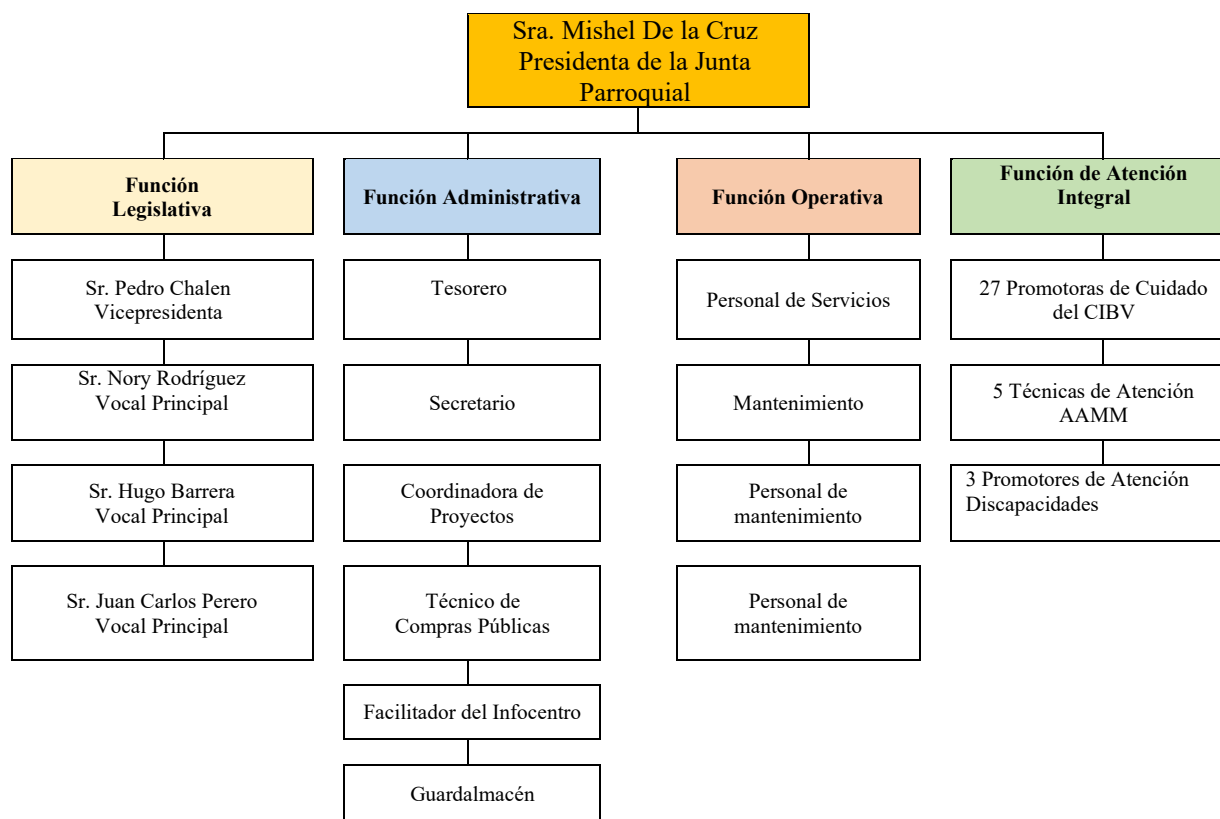 Sra. Mishel De la Cruz
Presidenta de la Junta
Parroquial
Función
Legislativa
Sr. Pedro Chalen
Vicepresidenta
Sr. Nory Rodríguez
Vocal Principal
Sr. Hugo Barrera
Vocal Principal
Sr. Juan Carlos Perero
Vocal Principal
Función Administrativa
Tesorero
Secretario
Coordinadora de
Proyectos
Técnico de
Compras Públicas
Facilitador del Infocentro
Guardalmacén
Función Operativa
Personal de Servicios
Mantenimiento
Personal de
mantenimiento
Personal de
mantenimiento
Función de Atención
Integral
27 Promotoras de Cuidado
del CIBV
5 Técnicas de Atención
AAMM
3 Promotores de Atención
Discapacidades